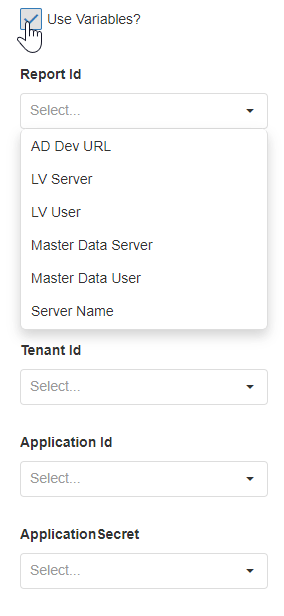 Use Variables?
Report Id
Select...
AD Dev URL
LV Server
LV User
Master Data Server
Master Data User
Server Name
Tenant Id
Select...
Application Id
Select...
ApplicationSecret
Select...